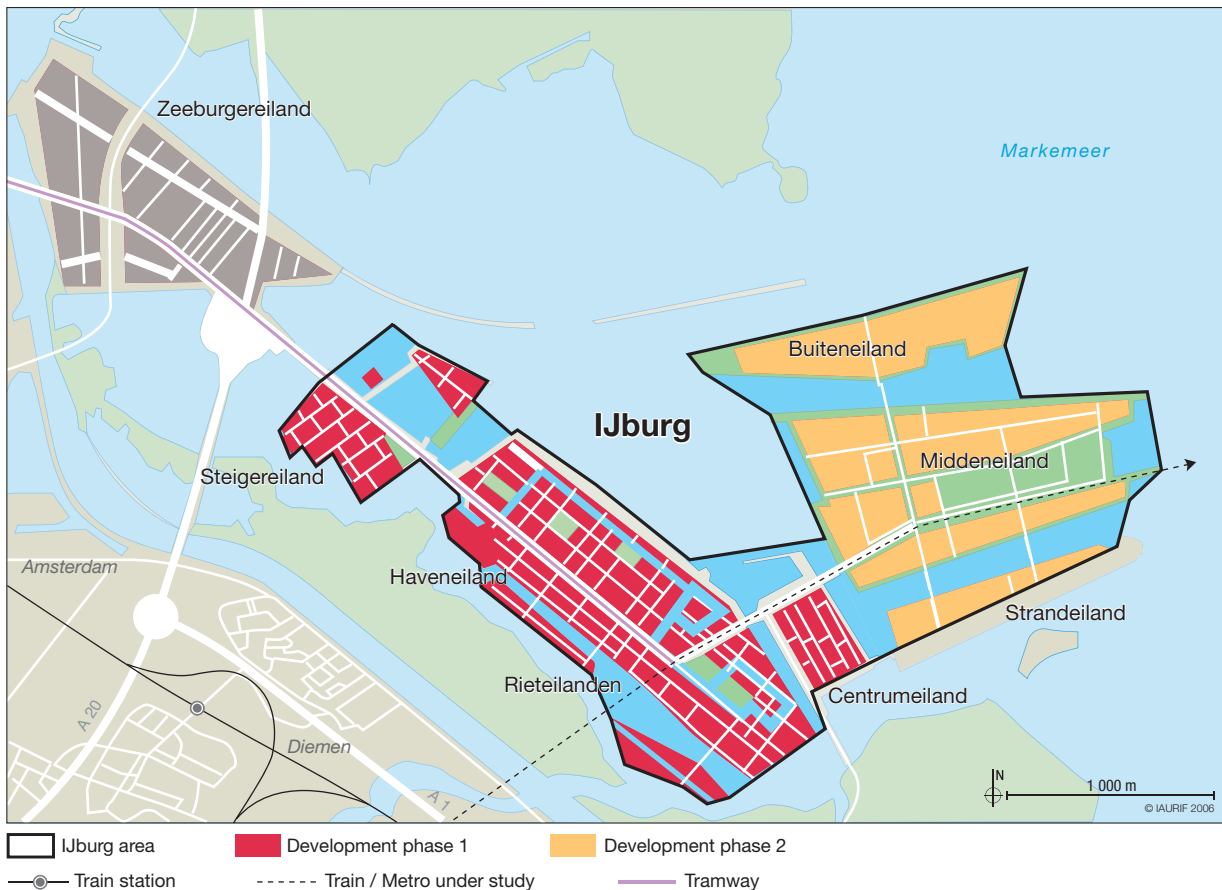 Zeeburgereiland
Markemeer
Buiteneiland
IJburg
Middeneiland
Steigereiland
Amsterdam
Haveneiland
Strandeiland
Rieteilanden
Centrumeiland
A 20
Diemen
A 1
N
1 000 m
© IAURIF 2006
IJburg area
Development phase 1
Development phase 2
Train station
Train / Metro under study
Tramway